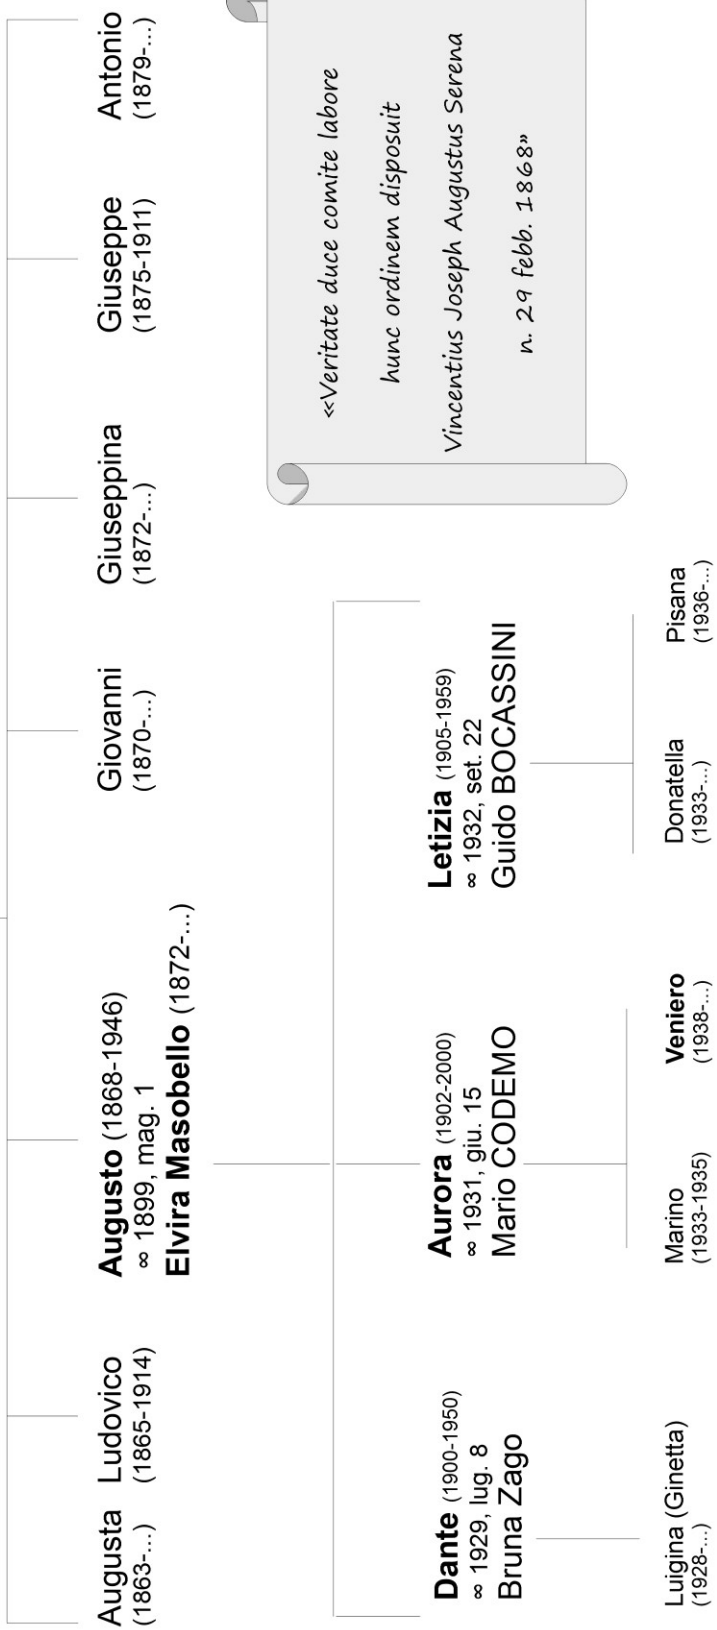 Augusta
(1863-...)
Ludovico
(1865-1914)
Augusto (1868-1946)
∞ 1899, mag. 1
Elvira Masobello (1872-...)
Giovanni
(1870-...)
Giuseppina
(1872-...)
Giuseppe
(1875-1911)
Antonio
(1879-...)
Dante (1900-1950)
∞ 1929, lug. 8
Bruna Zago
Aurora (1902-2000)
∞ 1931, giu. 15
Mario CODEMO
Letizia (1905-1959)
∞ 1932, set. 22
Guido BOCASSINI
«Veritate duce comite labore
hunc ordinem disposuit
Vincentius Joseph Augustus Serena
n. 29 febb. 1868»
Luigina (Ginetta)
(1928-...)
Marino
(1933-1935)
Veniero
(1938-...)
Donatella
(1933-...)
Pisana
(1936-...)